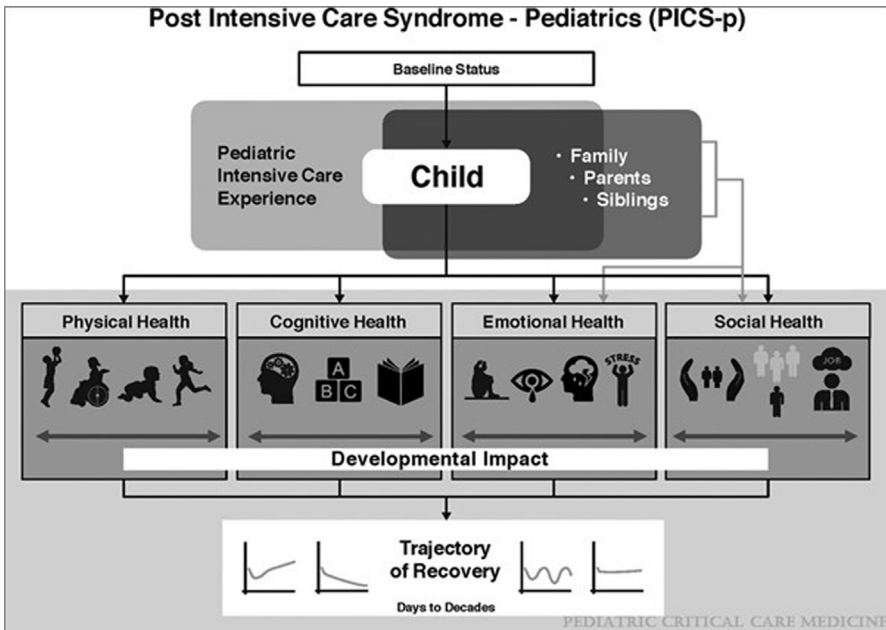 Post Intensive Care Syndrome - Pediatrics (PICS-p)
Baseline Status
Pediatric
Intensive Care
Experience
Child
· Family
· Parents
· Siblings
Physical Health
Cognitive Health
Emotional Health
Social Health
A
B C
STRESS
JOB
Developmental Impact
Trajectory
of Recovery
Days to Decades
PEDIATRIC CRITICAL CARE MEDICINE